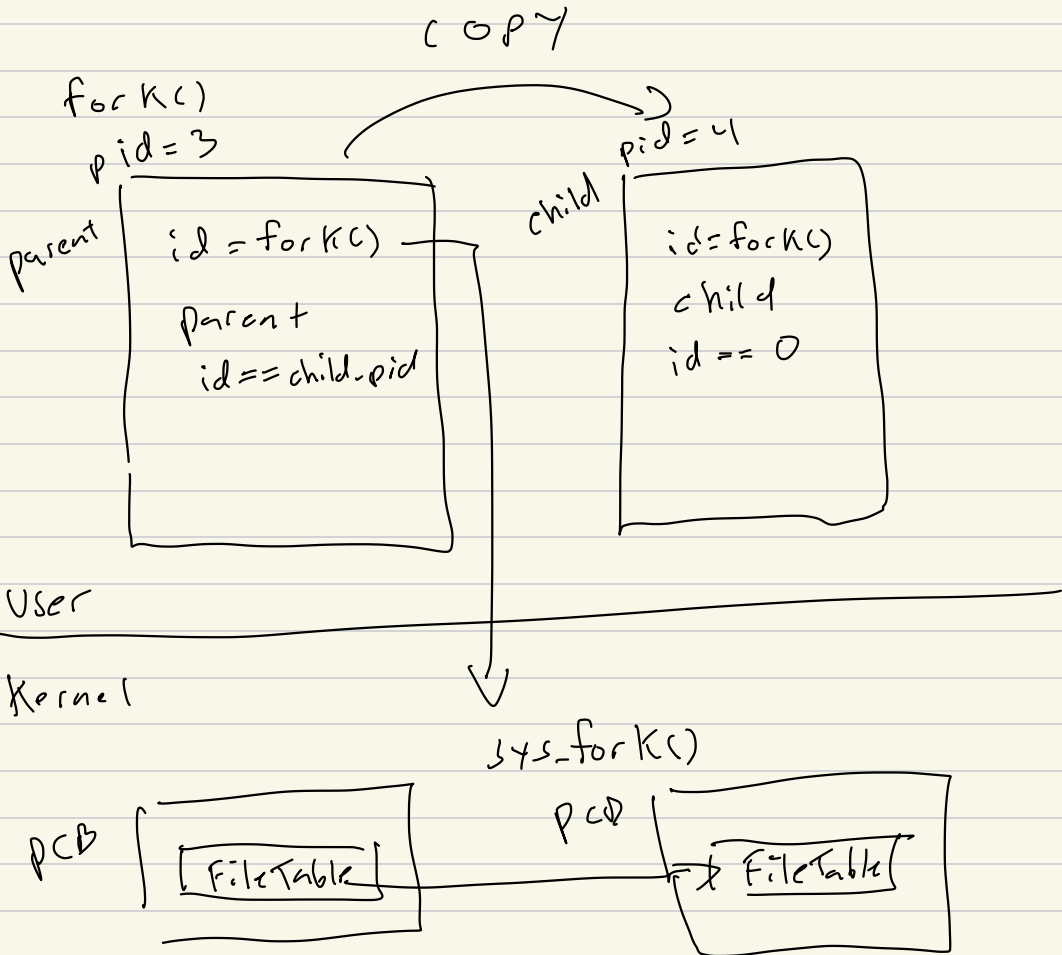 COPY
fork()
pid=3
pid=4
parent
child
id=fork()
parent
id==child_pid
id=fork()
child
id == 0
User
Kernel
sys_fork()
PCB
FileTable
PCB
FileTable